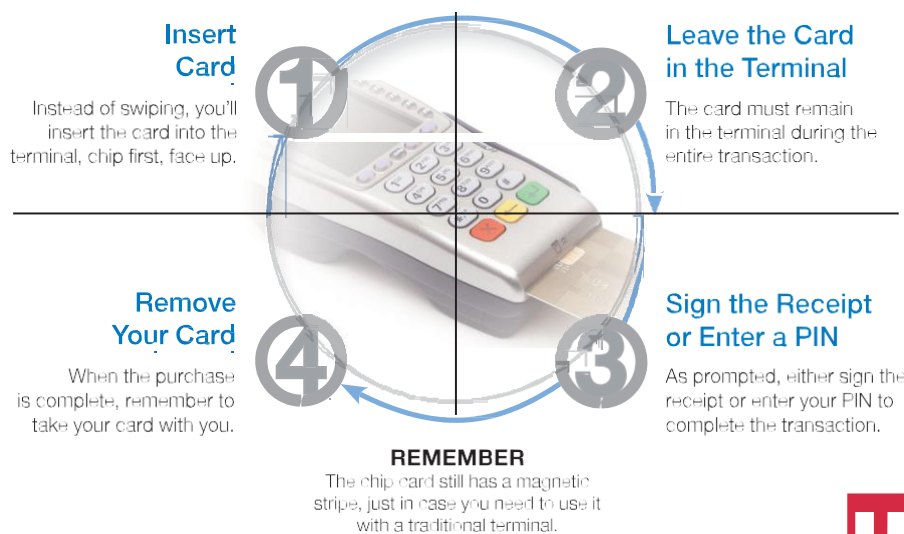 Insert
Card
1
Instead of swiping, you'll
insert the card into the
terminal, chip first, face up.
2
Leave the Card
in the Terminal
The card must remain
in the terminal during the
entire transaction.
Remove
Your Card
4
When the purchase
is complete, remember to
take your card with you.
3
Sign the Receipt
or Enter a PIN
As prompted, either sign the
receipt or enter your PIN to
complete the transaction.
REMEMBER
The chip card still has a magnetic
stripe, just in case you need to use it
with a traditional terminal.